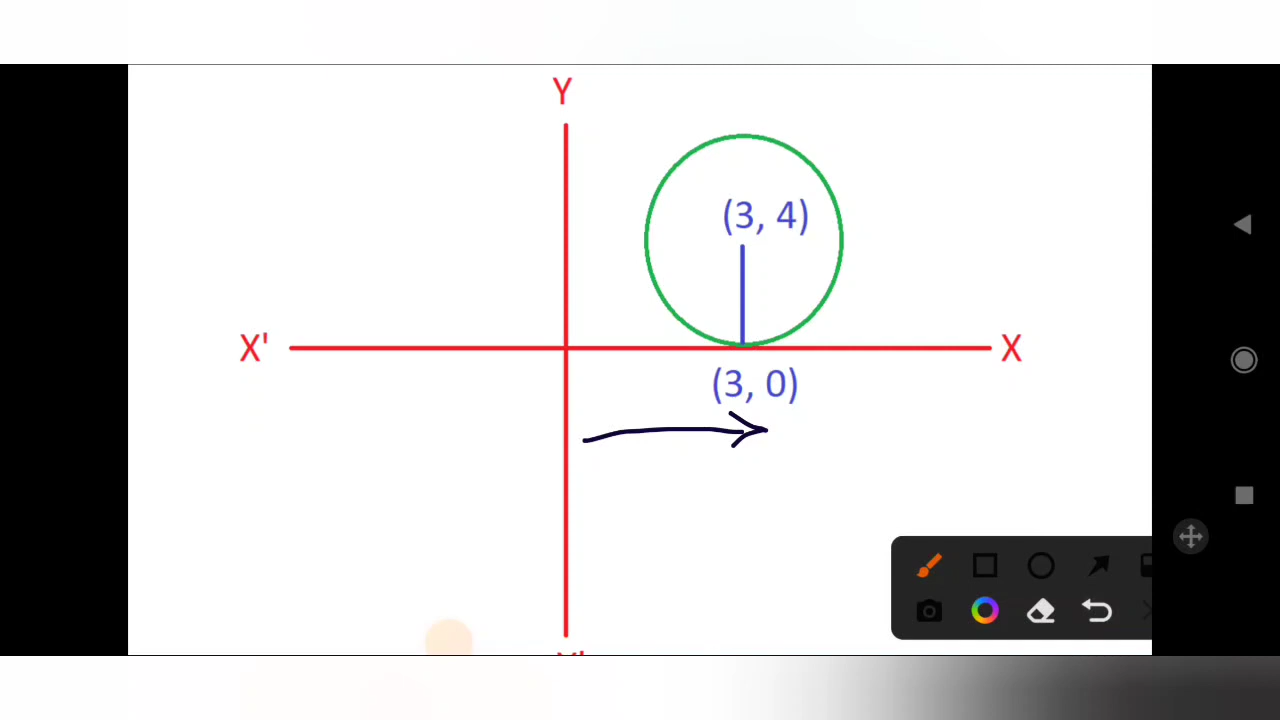 Y
(3, 4)
X'
X
(3, 0)